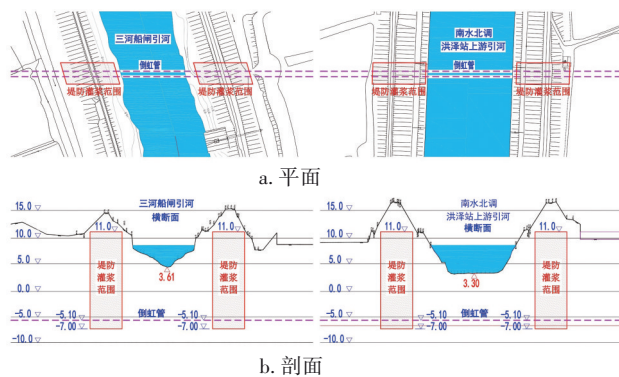 三河船闸引河
倒虹管
堤防灌浆范围
堤防灌浆范围
南水北调
洪泽站上游引河
倒虹管
堤防灌浆范围
堤防灌浆范围
a. 平面
三河船闸引河
横断面
15.0
11.0
11.0
10.0
堤防
灌浆
范围
堤防
灌浆
范围
5.0
3.61
0.0
倒虹管
-5.0
-5.10
-7.00
-5.10
-7.00
-10.0
南水北调
洪泽站上游引河
横断面
15.0
11.0
11.0
10.0
堤防
灌浆
范围
堤防
灌浆
范围
5.0
3.30
0.0
倒虹管
-5.0
-5.10
-7.00
-5.10
-7.00
-10.0
b. 剖面